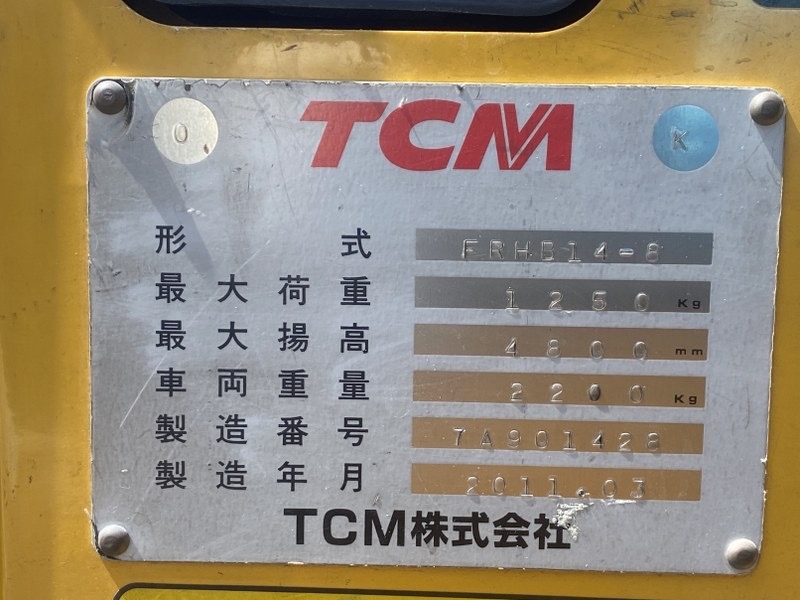 O TCM K
形式 FRHB14-8
最大荷重 1250 Kg
最大揚高 4800 mm
車両重量 2200 Kg
製造番号 7A901428
製造年月 2011.03
TCM株式会社